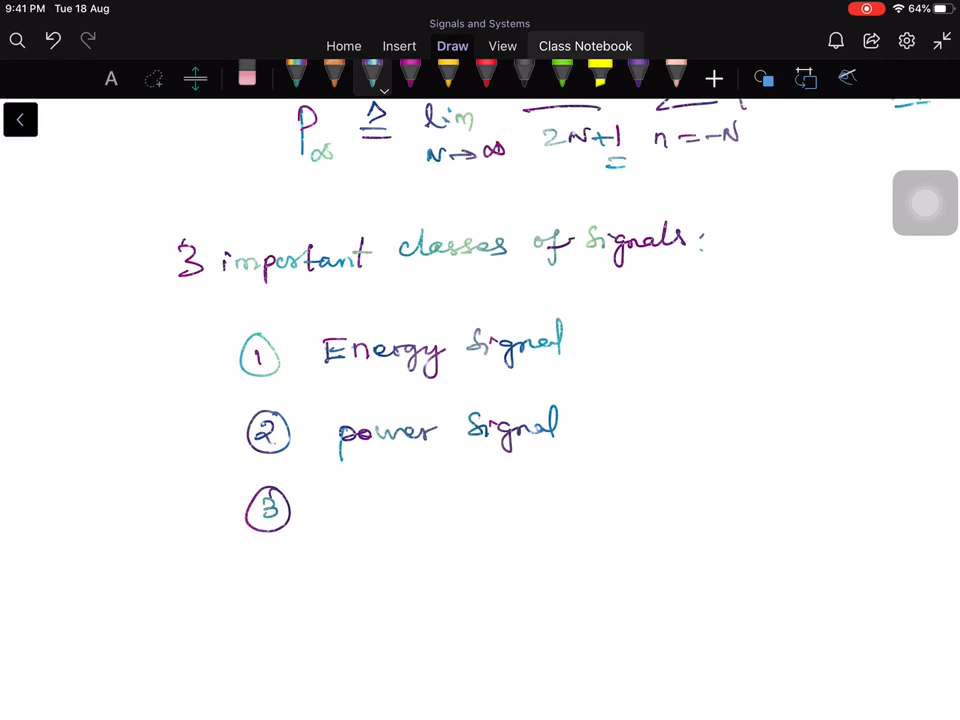 9:41 PM Tue 18 Aug
64%
Signals and Systems
Home Insert Draw View Class Notebook
A
P∞ ≜ lim N→∞ 2N+1 n=-N
3 important classes of signals:
1 Energy Signal
2 power Signal
3